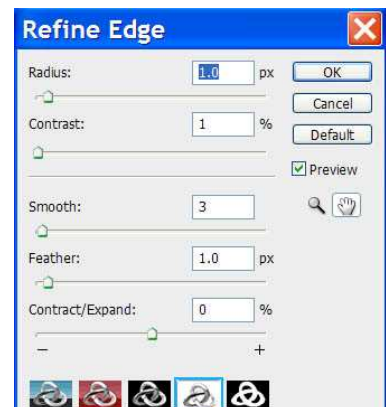 Refine Edge
Radius: 1.0 px OK
Cancel
Contrast: 1 % Default
Preview
Smooth: 3
Feather: 1.0 px
Contract/Expand: 0 %
− +